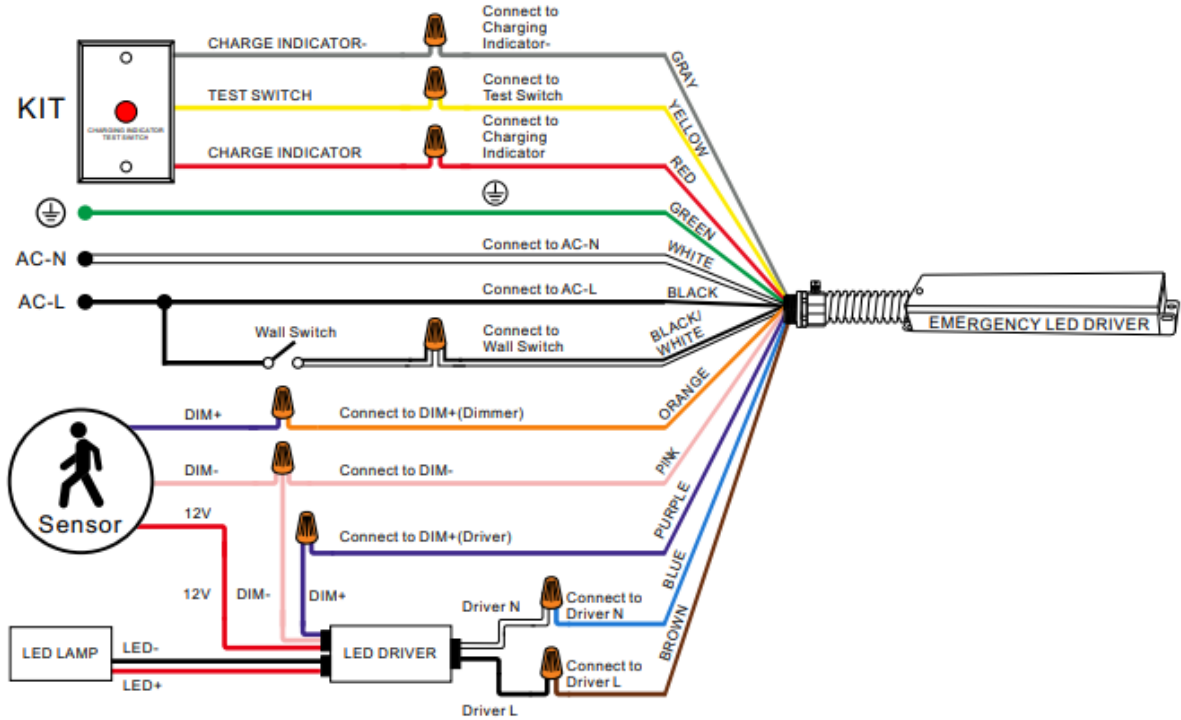 KIT
CHARGING INDICATOR
TEST SWITCH
CHARGE INDICATOR-
Connect to
Charging
Indicator-
GRAY
TEST SWITCH
Connect to
Test Switch
YELLOW
CHARGE INDICATOR
Connect to
Charging
Indicator
RED
GREEN
AC-N
Connect to AC-N
WHITE
AC-L
Connect to AC-L
BLACK
Wall Switch
Connect to
Wall Switch
BLACK/
WHITE
EMERGENCY LED DRIVER
DIM+
Connect to DIM+(Dimmer)
ORANGE
DIM-
Connect to DIM-
PINK
Sensor
12V
Connect to DIM+(Driver)
PURPLE
12V
DIM-
DIM+
Driver N
Connect to
Driver N
BLUE
LED LAMP
LED-
LED+
LED DRIVER
Connect to
Driver L
BROWN
Driver L